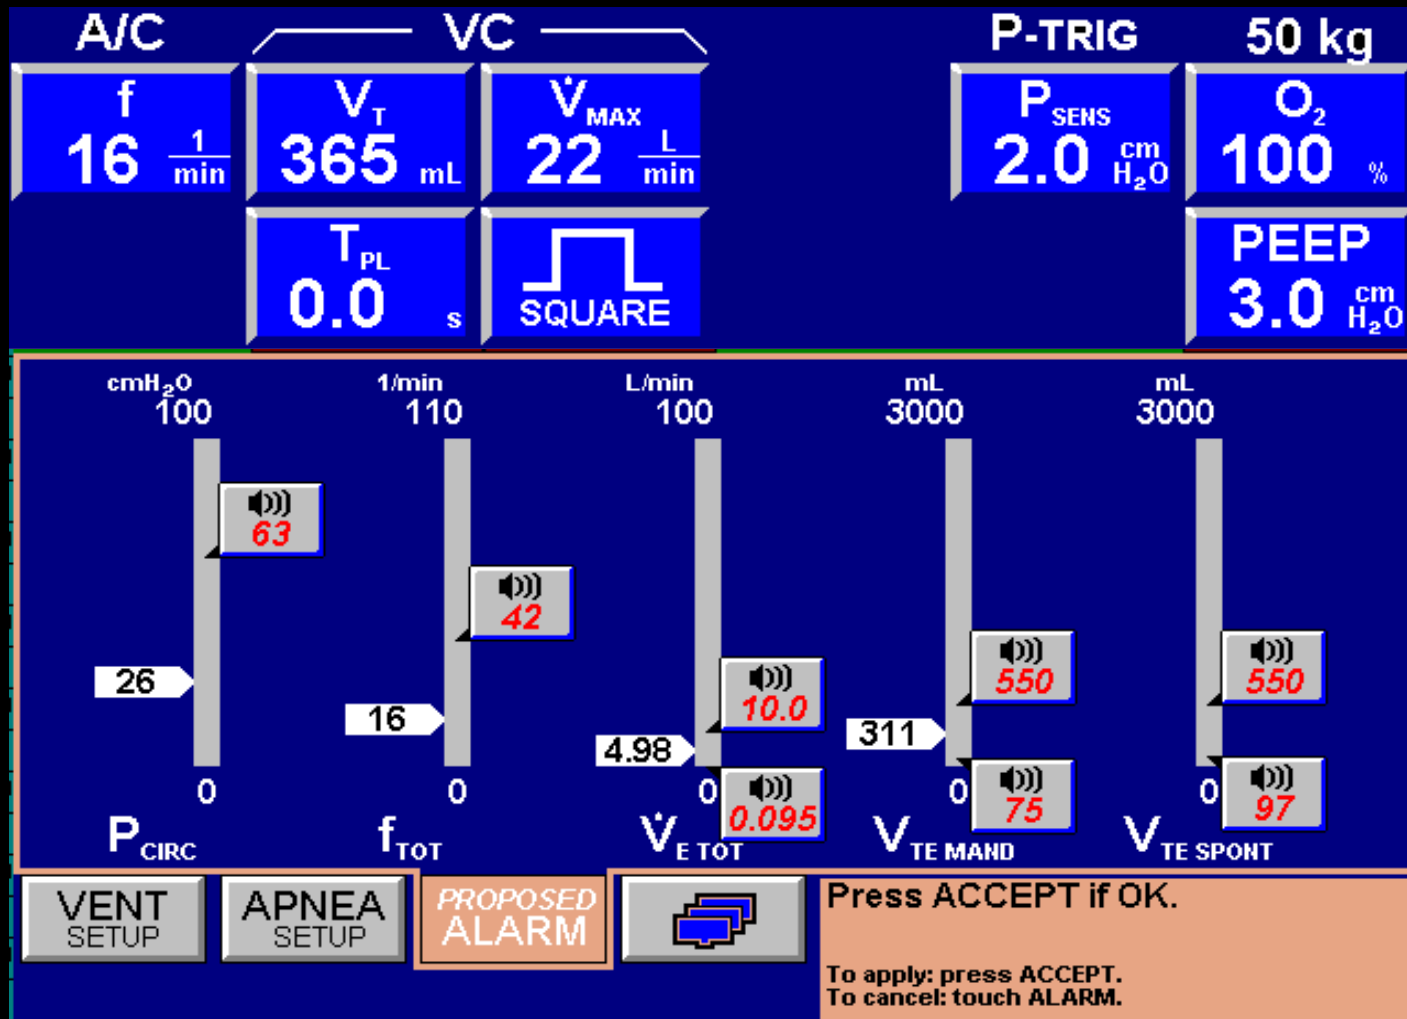 A/C VC P-TRIG 50 kg
f VT V̇MAX PSENS O2
16 1/min 365 mL 22 L/min 2.0 cm H2O 100 %
TPL PEEP
0.0 s SQUARE 3.0 cm H2O
cmH2O 1/min L/min mL mL
100 110 100 3000 3000
63
42
550 550
26
10.0
16
311
4.98
0 0 0 0 0
0.095 75 97
PCIRC fTOT V̇E TOT VTE MAND VTE SPONT
VENT SETUP
APNEA SETUP
PROPOSED ALARM
Press ACCEPT if OK.
To apply: press ACCEPT.
To cancel: touch ALARM.